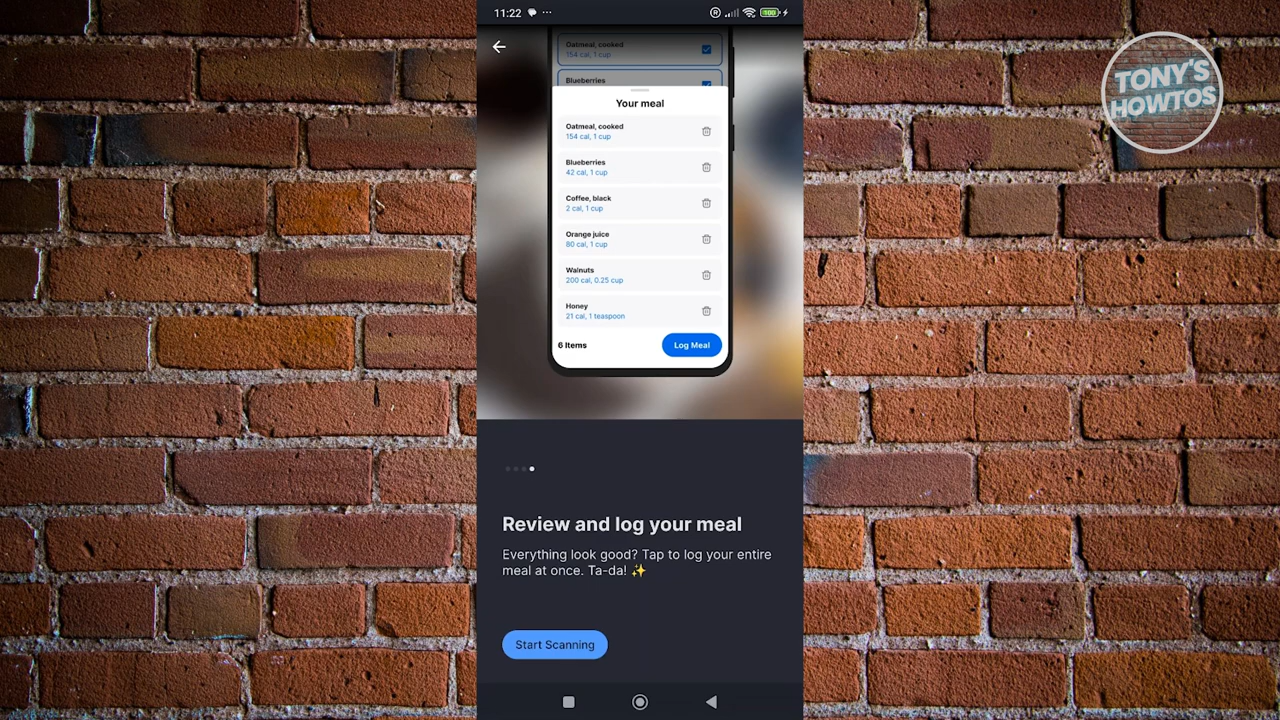 11:22
100
TONY'S
HOWTOS
Oatmeal, cooked
154 cal, 1 cup
Blueberries
Your meal
Oatmeal, cooked
154 cal, 1 cup
Blueberries
42 cal, 1 cup
Coffee, black
2 cal, 1 cup
Orange juice
80 cal, 1 cup
Walnuts
200 cal, 0.25 cup
Honey
21 cal, 1 teaspoon
6 Items
Log Meal
Review and log your meal
Everything look good? Tap to log your entire
meal at once. Ta-da! ✨
Start Scanning